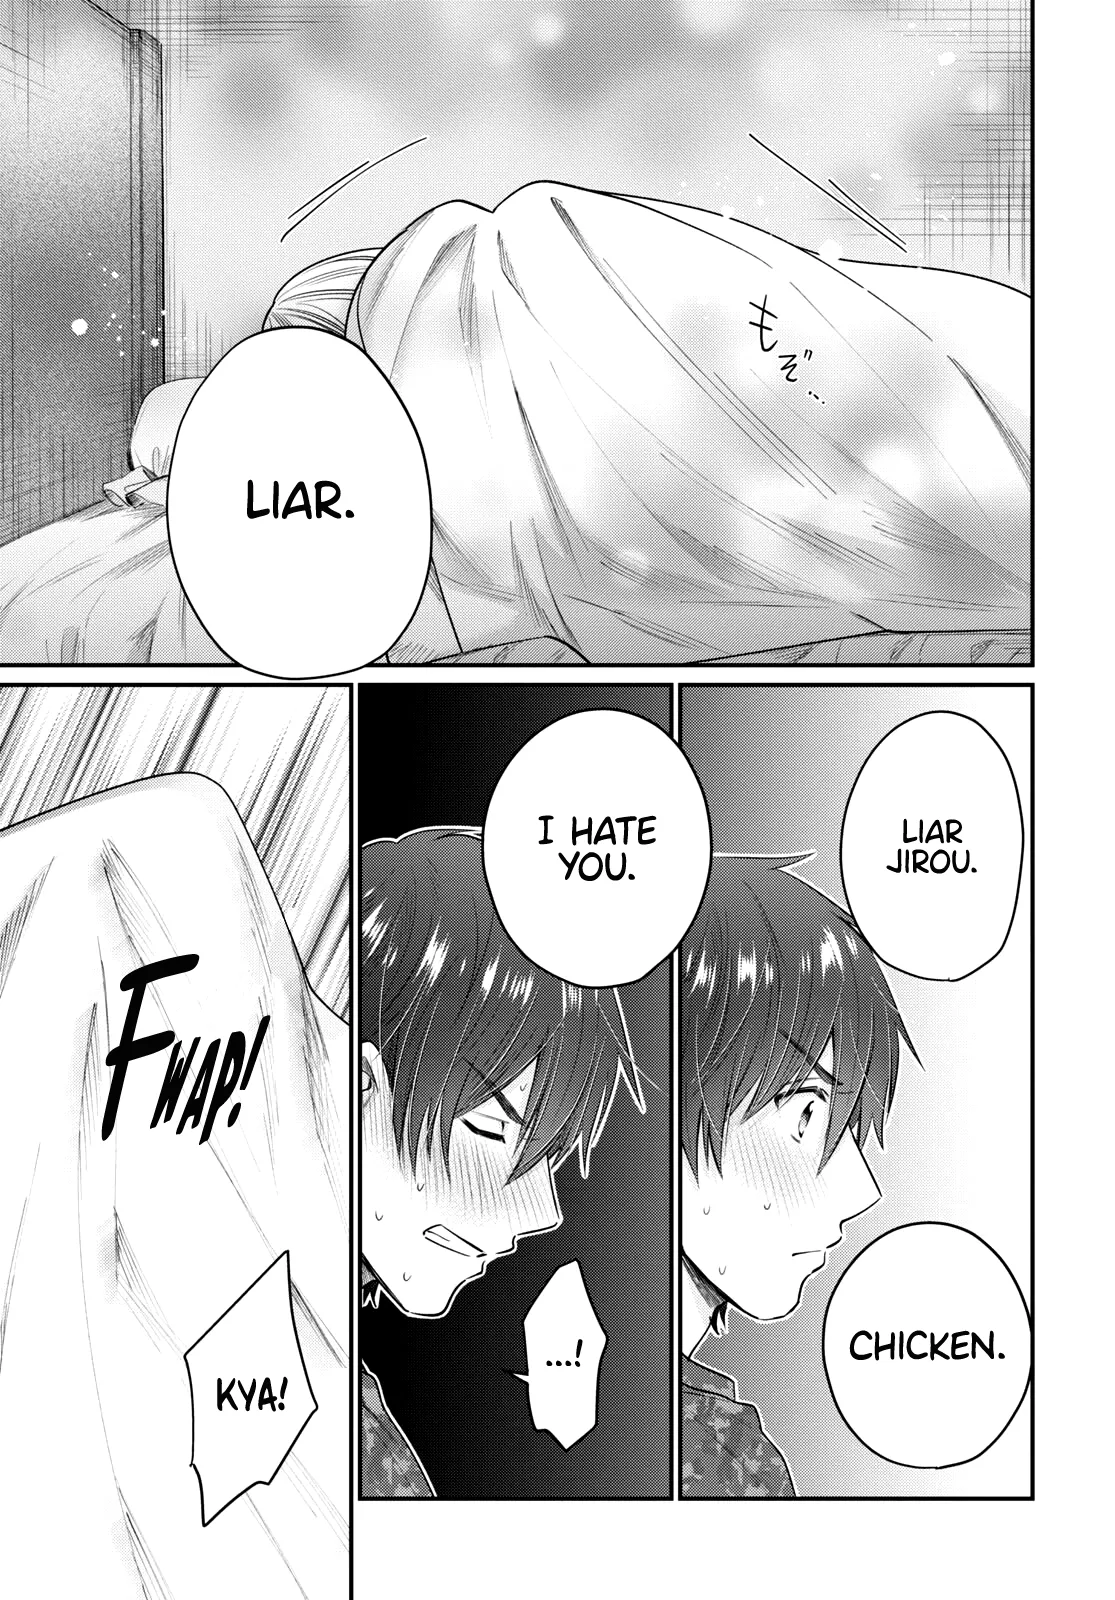 もぞ…
LIAR.
LIAR
JIROU.
CHICKEN.
I HATE
YOU.
....!
FWAP!
KYA!